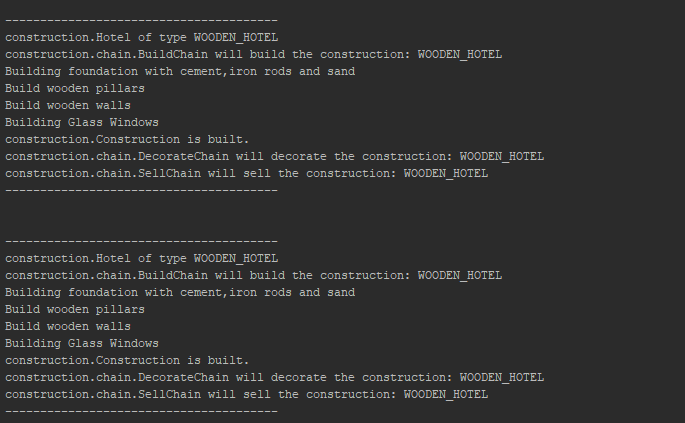 ---------------------------------------
construction.Hotel of type WOODEN_HOTEL
construction.chain.BuildChain will build the construction: WOODEN_HOTEL
Building foundation with cement,iron rods and sand
Build wooden pillars
Build wooden walls
Building Glass Windows
construction.Construction is built.
construction.chain.DecorateChain will decorate the construction: WOODEN_HOTEL
construction.chain.SellChain will sell the construction: WOODEN_HOTEL
---------------------------------------
---------------------------------------
construction.Hotel of type WOODEN_HOTEL
construction.chain.BuildChain will build the construction: WOODEN_HOTEL
Building foundation with cement,iron rods and sand
Build wooden pillars
Build wooden walls
Building Glass Windows
construction.Construction is built.
construction.chain.DecorateChain will decorate the construction: WOODEN_HOTEL
construction.chain.SellChain will sell the construction: WOODEN_HOTEL
---------------------------------------